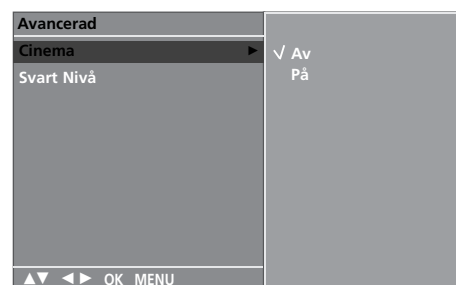 Avancerad
Cinema ►
√ Av
På
Svart Nivå
▲▼ ◄► OK MENU